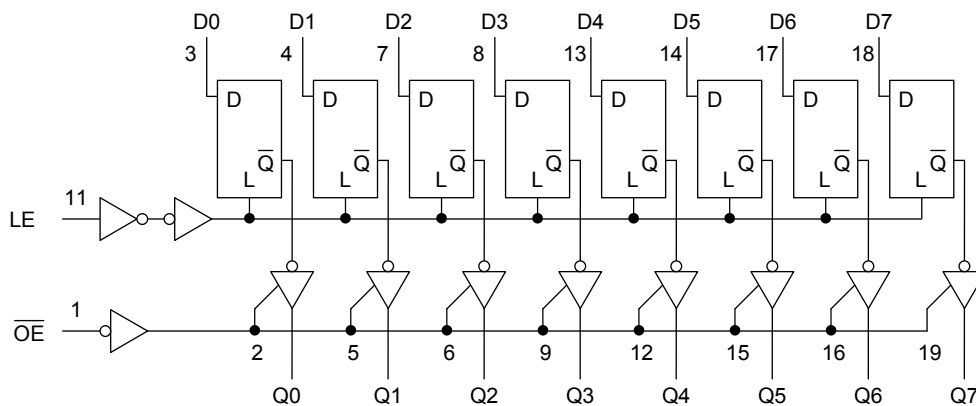 D0 D1 D2 D3 D4 D5 D6 D7
3 4 7 8 13 14 17 18
D D D D D D D D
Q̅ Q̅ Q̅ Q̅ Q̅ Q̅ Q̅ Q̅
L L L L L L L L
11
LE
1
O̅E̅
2 5 6 9 12 15 16 19
Q0 Q1 Q2 Q3 Q4 Q5 Q6 Q7